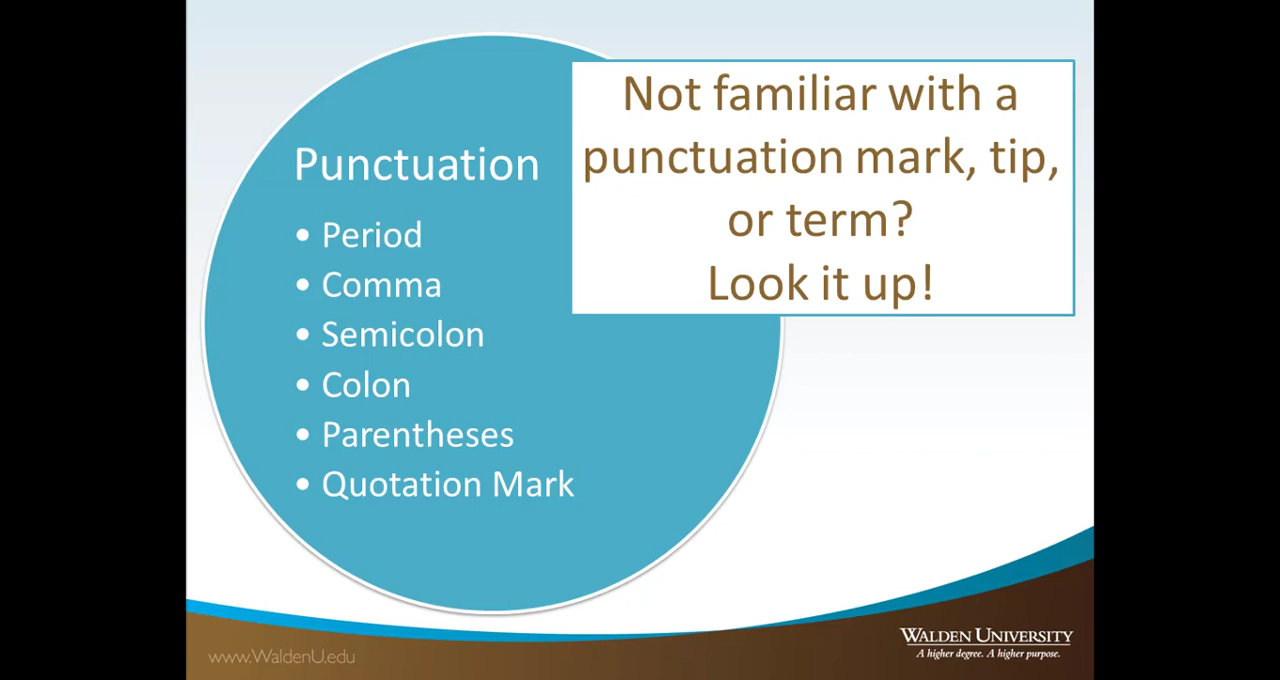 Punctuation
• Period
• Comma
• Semicolon
• Colon
• Parentheses
• Quotation Mark
Not familiar with a
punctuation mark, tip,
or term?
Look it up!
www.WaldenU.edu
WALDEN UNIVERSITY
A higher degree. A higher purpose.